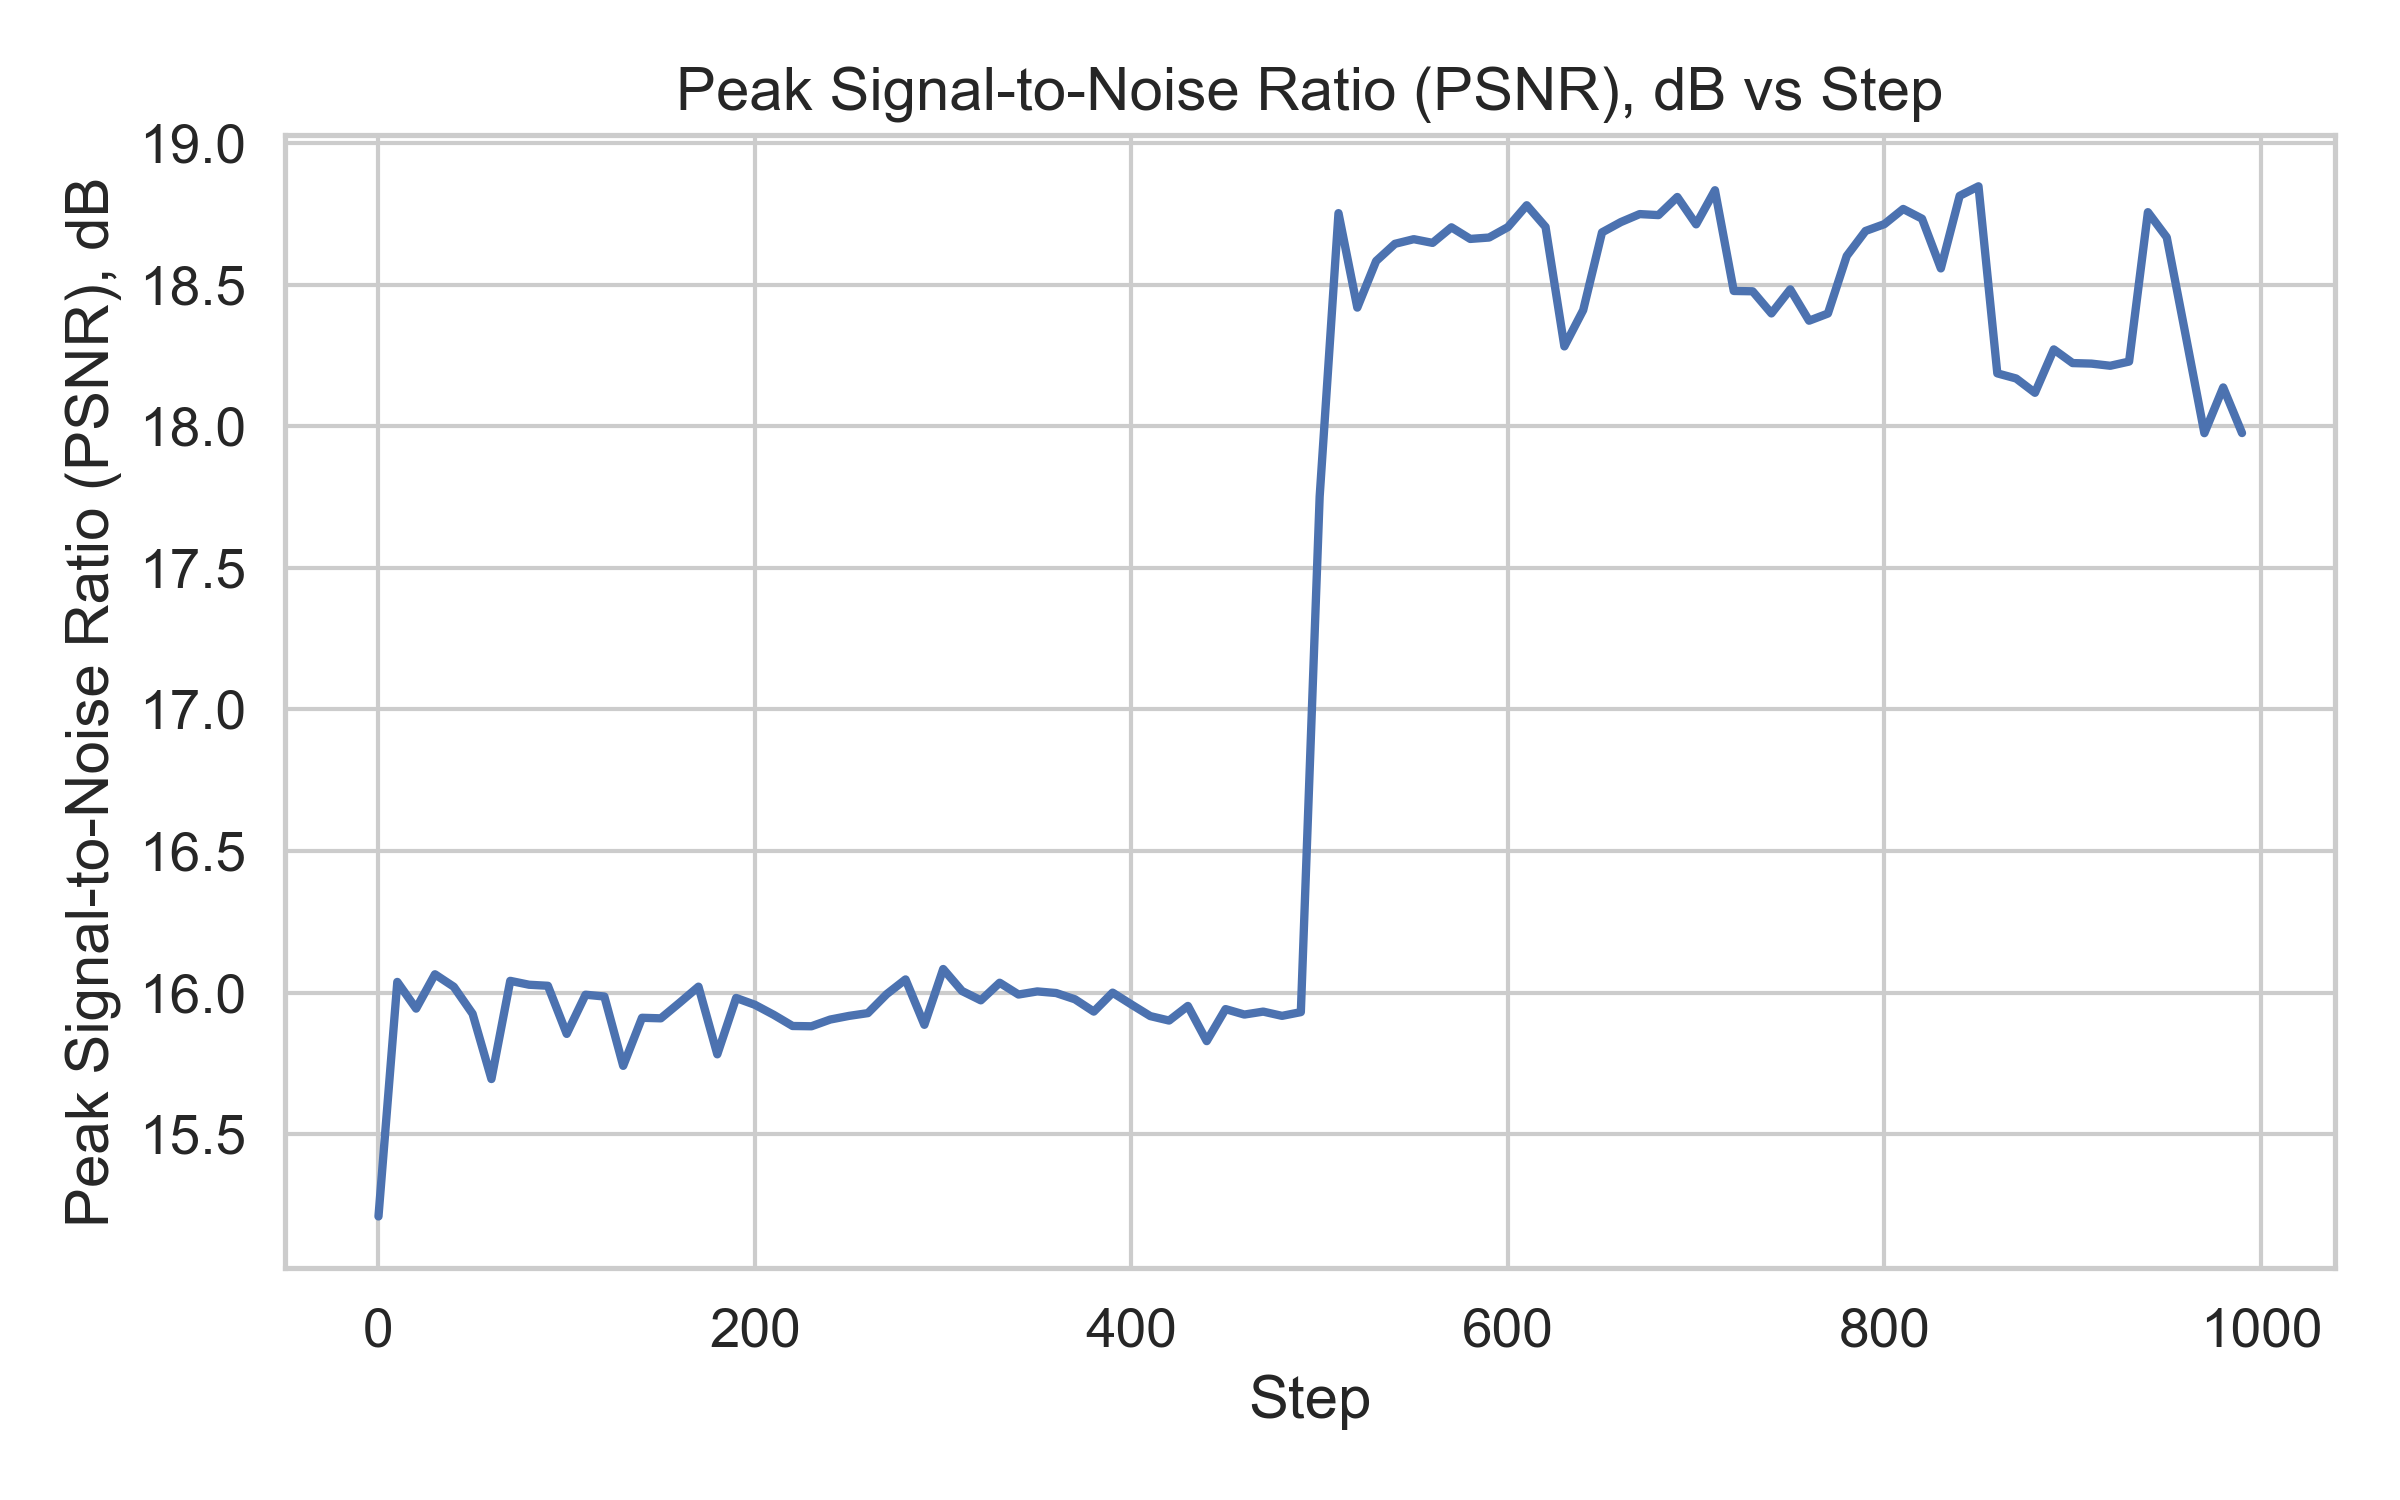 Peak Signal-to-Noise Ratio (PSNR), dB vs Step
Peak Signal-to-Noise Ratio (PSNR), dB
19.0
18.5
18.0
17.5
17.0
16.5
16.0
15.5
0 200 400 600 800 1000
Step